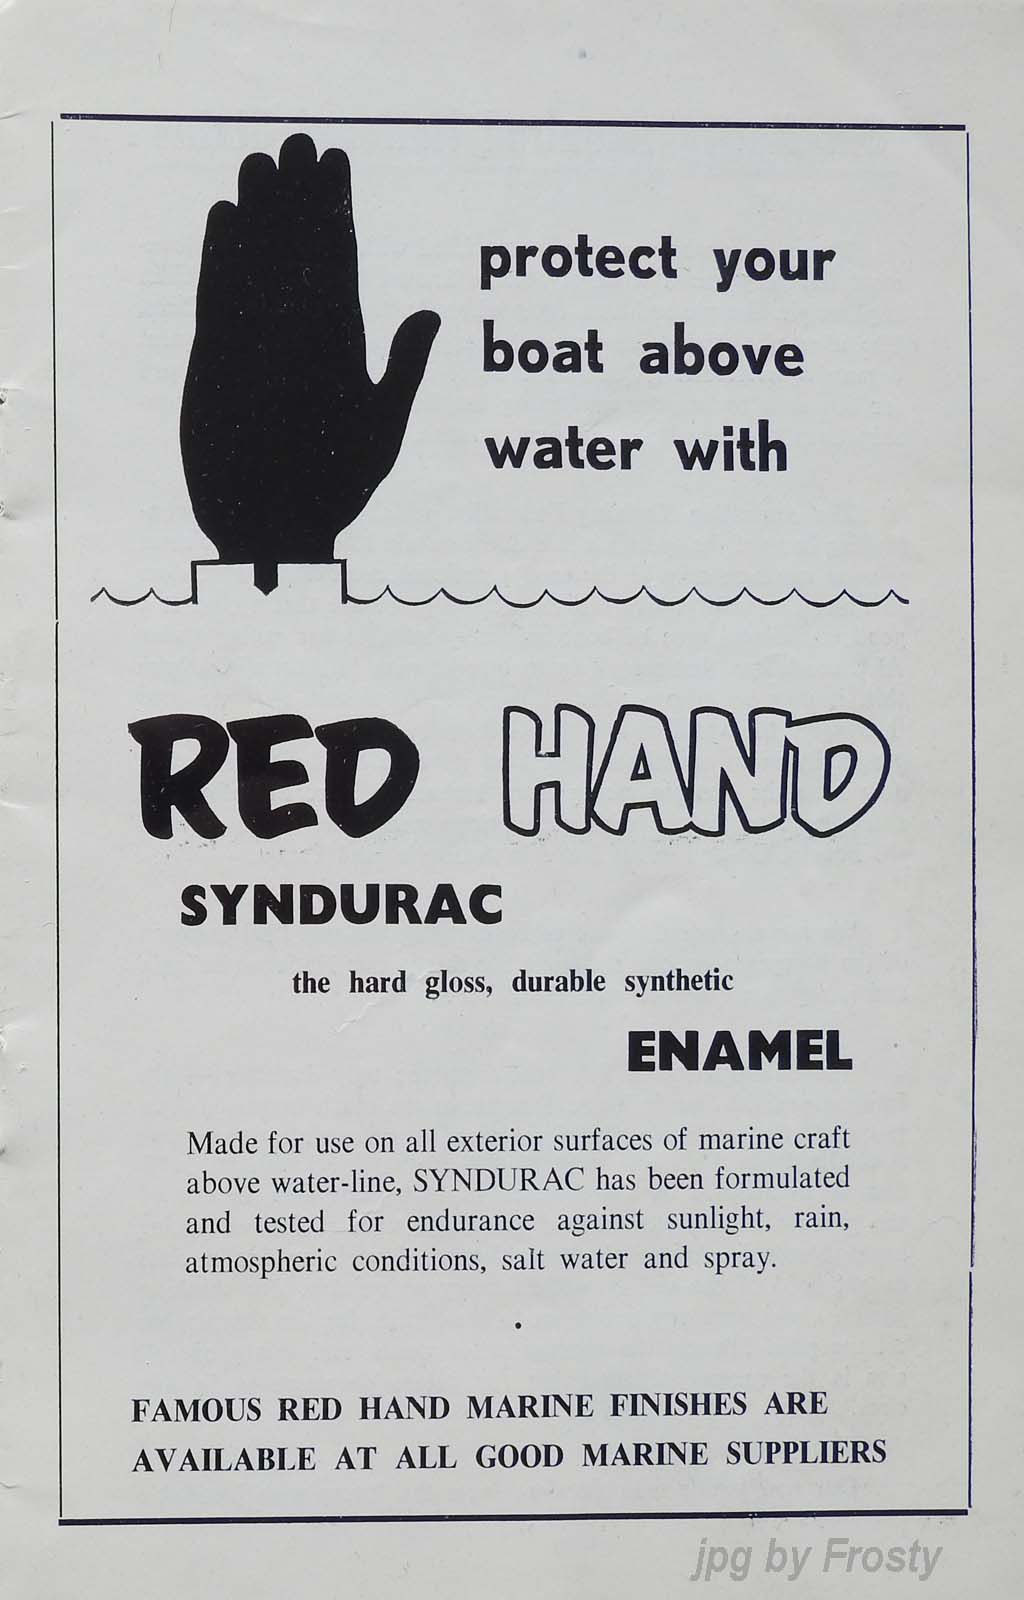 protect your
boat above
water with
RED HAND
SYNDURAC
the hard gloss, durable synthetic
ENAMEL
Made for use on all exterior surfaces of marine craft
above water-line, SYNDURAC has been formulated
and tested for endurance against sunlight, rain,
atmospheric conditions, salt water and spray.
FAMOUS RED HAND MARINE FINISHES ARE
AVAILABLE AT ALL GOOD MARINE SUPPLIERS
jpg by Frosty